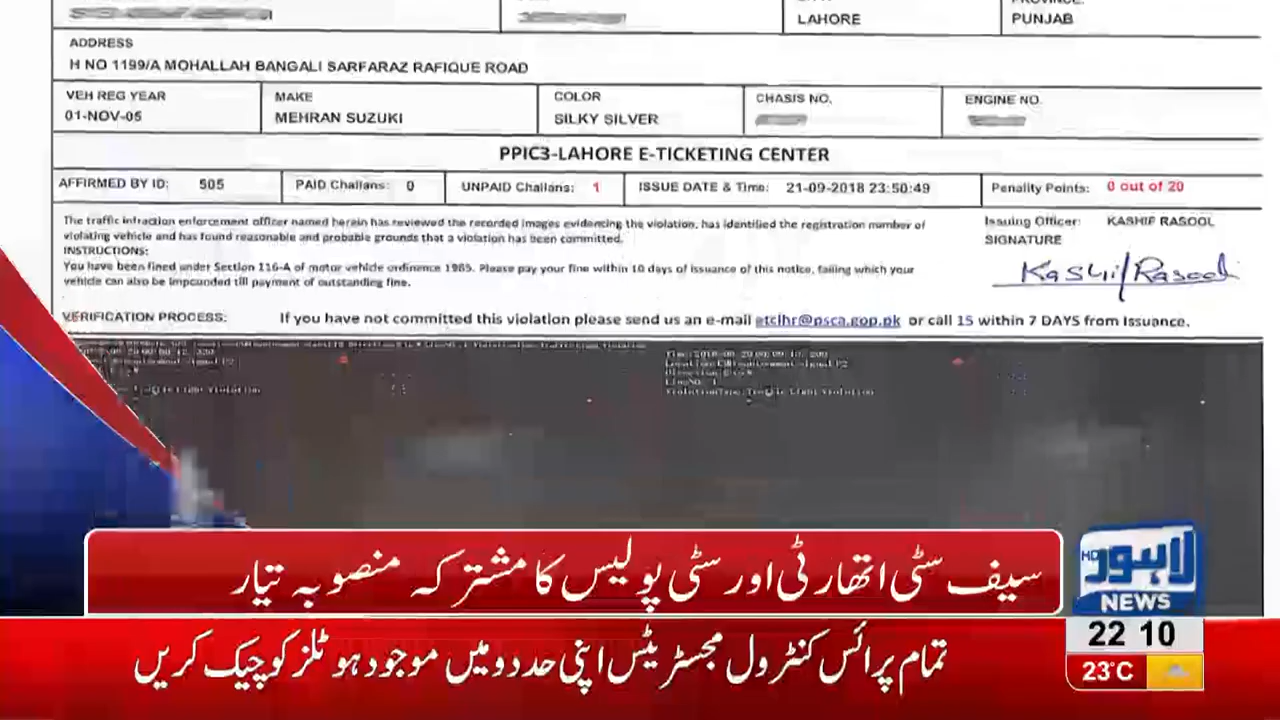 LAHORE
PUNJAB
ADDRESS
H NO 1199/A MOHALLAH BANGALI SARFARAZ RAFIQUE ROAD
VEH REG YEAR MAKE COLOR CHASIS NO. ENGINE NO.
01-NOV-05 MEHRAN SUZUKI SILKY SILVER
PPIC3-LAHORE E-TICKETING CENTER
AFFIRMED BY ID: 505 PAID Challans: 0 UNPAID Challans: 1 ISSUE DATE & Time: 21-09-2018 23:50:49 Penality Points: 0 out of 20
The traffic infraction enforcement officer named herein has reviewed the recorded images evidencing the violation, has identified the registration number of
violating vehicle and has found reasonable and probable grounds that a violation has been committed.
INSTRUCTIONS:
You have been fined under Section 116-A of motor vehicle ordinence 1965. Please pay your fine within 10 days of issuance of this notice, failing which your
vehicle can also be impounded till payment of outstanding fine.
Issuing Officer: KASHIF RASOOL
SIGNATURE
Kashif Rasool
VERIFICATION PROCESS: If you have not committed this violation please send us an e-mail etclhr@psca.gop.pk or call 15 within 7 DAYS from Issuance.
سیف سٹی اتھارٹی اور سٹی پولیس کا مشترکہ منصوبہ تیار
تمام پرائس کنٹرول مجسٹریٹس اپنی حدود میں موجود ہوٹلز کو چیک کریں
HD لاہور
NEWS
22 10
23°C